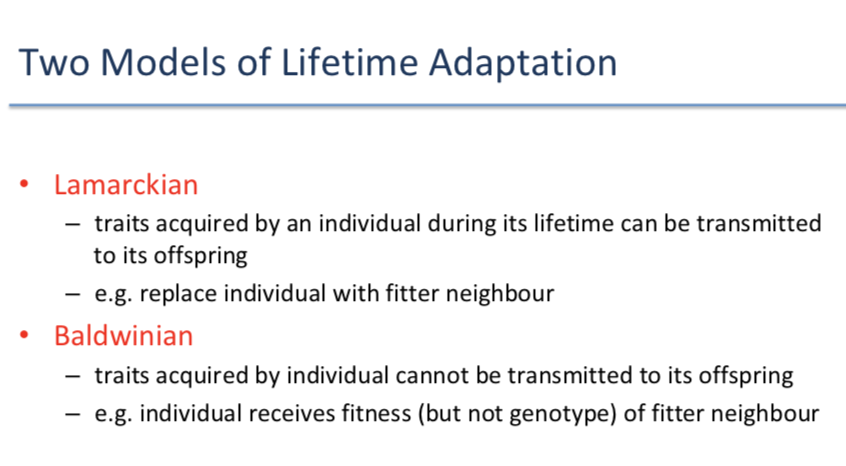 Two Models of Lifetime Adaptation
• Lamarckian
– traits acquired by an individual during its lifetime can be transmitted
to its offspring
– e.g. replace individual with fitter neighbour
• Baldwinian
– traits acquired by individual cannot be transmitted to its offspring
– e.g. individual receives fitness (but not genotype) of fitter neighbour